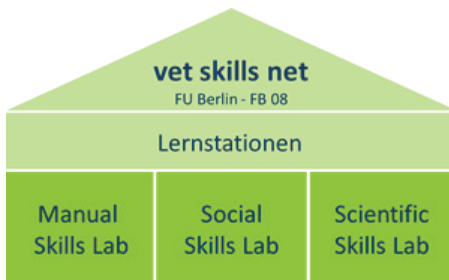 vet skills net
FU Berlin - FB 08
Lernstationen
Manual
Skills Lab
Social
Skills Lab
Scientific
Skills Lab